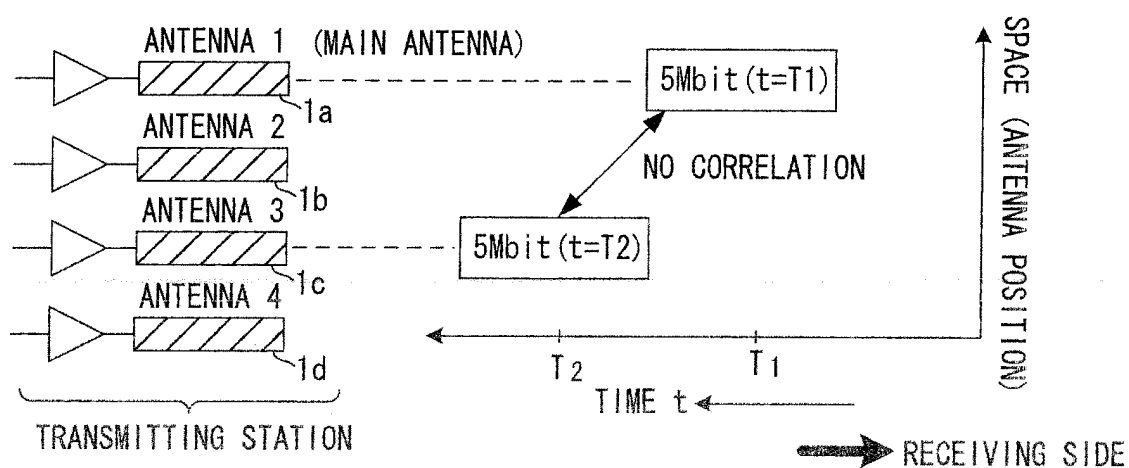 ANTENNA 1 (MAIN ANTENNA)
1a
5Mbit(t=T1)
ANTENNA 2
1b
NO CORRELATION
ANTENNA 3
1c
5Mbit(t=T2)
ANTENNA 4
1d
T2
T1
TIME t
SPACE (ANTENNA POSITION)
TRANSMITTING STATION
RECEIVING SIDE